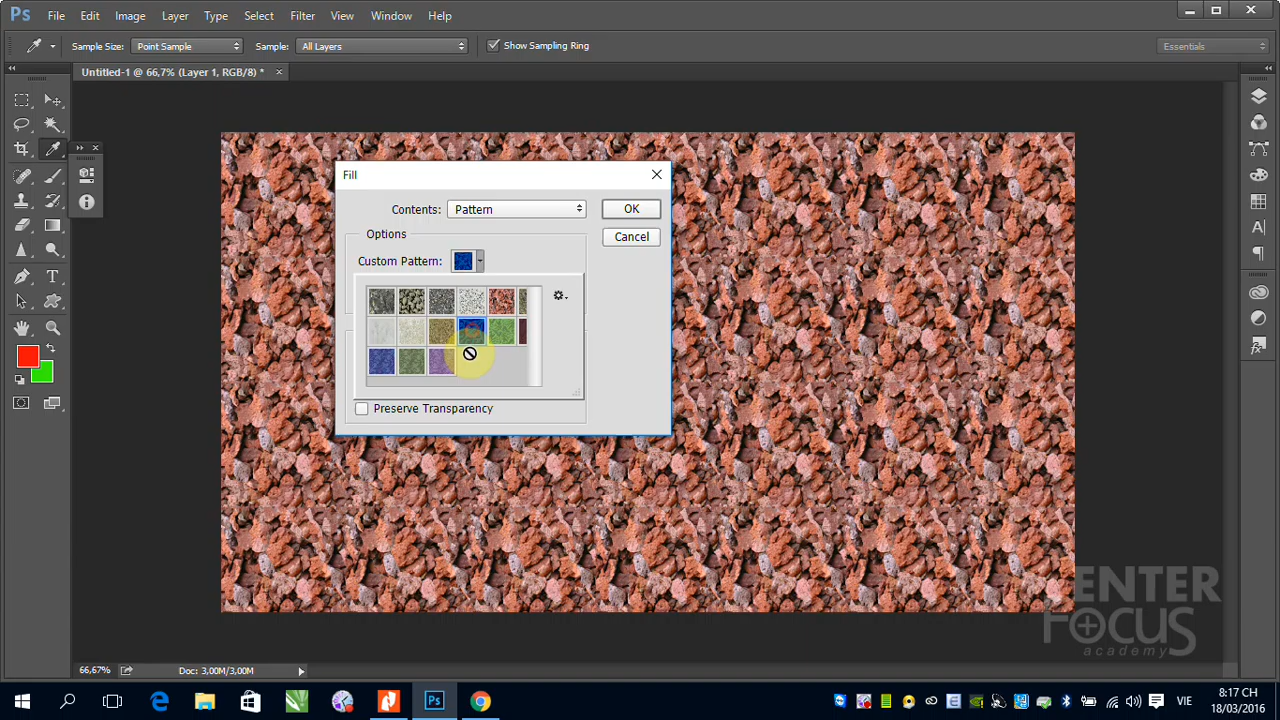 Ps File Edit Image Layer Type Select Filter View Window Help
Sample Size: Point Sample Sample: All Layers Show Sampling Ring Essentials
Untitled-1 @ 66,7% (Layer 1, RGB/8) *
Fill
Contents: Pattern OK
Options Cancel
Custom Pattern:
Preserve Transparency
ENTER
FOCUS
academy
66,67% Doc: 3,00M/3,00M
Ps VIE 8:17 CH
18/03/2016